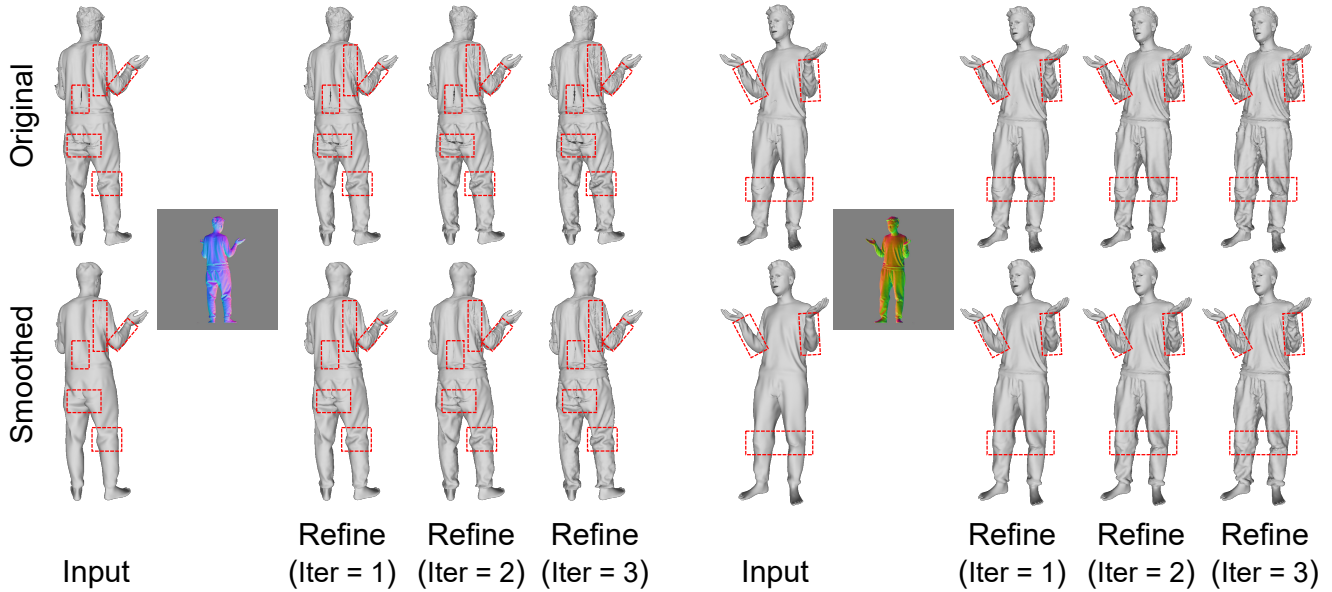 Original
Smoothed
Refine
Refine
Refine
Refine
Refine
Refine
Input
(Iter = 1)
(Iter = 2)
(Iter = 3)
Input
(Iter = 1)
(Iter = 2)
(Iter = 3)